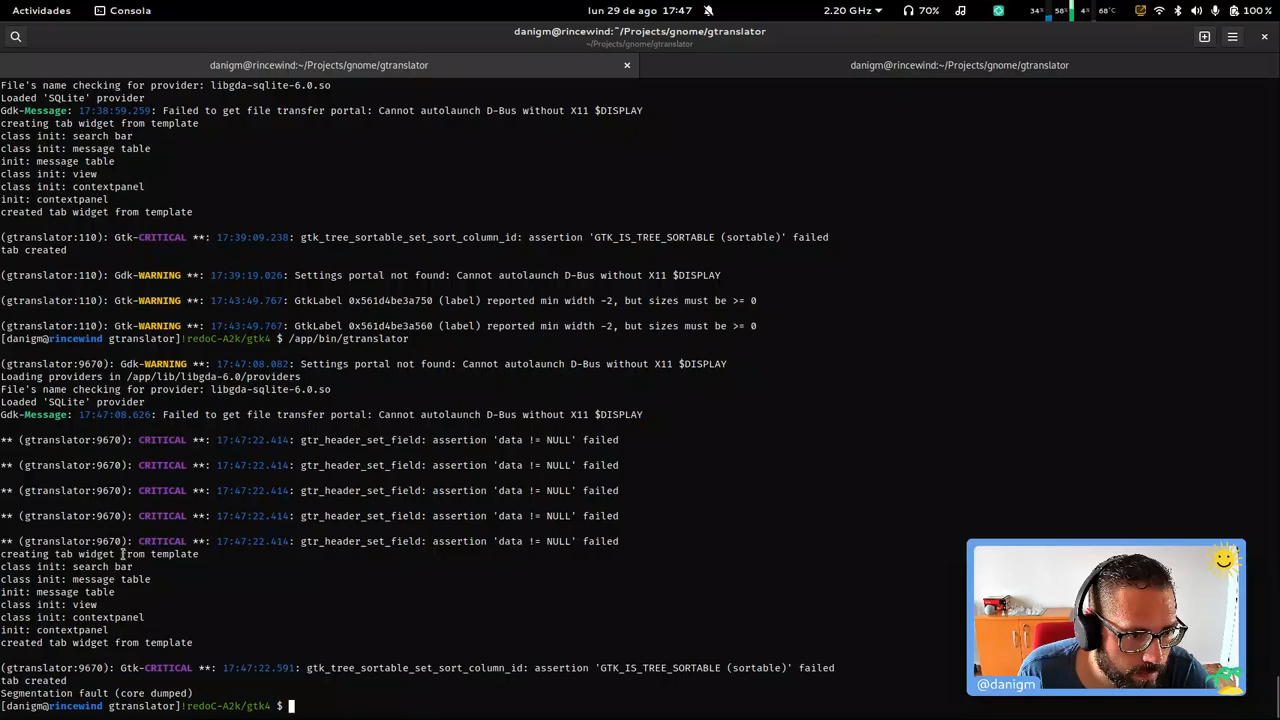 Actividades
Consola
lun 29 de ago 17:47
2.20 GHz
70%
34%
58%
4%
68°C
100 %
danigm@rincewind:~/Projects/gnome/gtranslator
~/Projects/gnome/gtranslator
danigm@rincewind:~/Projects/gnome/gtranslator
danigm@rincewind:~/Projects/gnome/gtranslator
File's name checking for provider: libgda-sqlite-6.0.so
Loaded 'SQLite' provider
Gdk-Message: 17:38:59.259: Failed to get file transfer portal: Cannot autolaunch D-Bus without X11 $DISPLAY
creating tab widget from template
class init: search bar
class init: message table
init: message table
class init: view
class init: contextpanel
init: contextpanel
created tab widget from template
(gtranslator:110): Gtk-CRITICAL **: 17:39:09.238: gtk_tree_sortable_set_sort_column_id: assertion 'GTK_IS_TREE_SORTABLE (sortable)' failed
tab created
(gtranslator:110): Gdk-WARNING **: 17:39:19.026: Settings portal not found: Cannot autolaunch D-Bus without X11 $DISPLAY
(gtranslator:110): Gtk-WARNING **: 17:43:49.767: GtkLabel 0x561d4be3a750 (label) reported min width -2, but sizes must be >= 0
(gtranslator:110): Gtk-WARNING **: 17:43:49.767: GtkLabel 0x561d4be3a560 (label) reported min width -2, but sizes must be >= 0
[danigm@rincewind gtranslator]!redoC-A2k/gtk4 $ /app/bin/gtranslator
(gtranslator:9670): Gdk-WARNING **: 17:47:08.082: Settings portal not found: Cannot autolaunch D-Bus without X11 $DISPLAY
Loading providers in /app/lib/libgda-6.0/providers
File's name checking for provider: libgda-sqlite-6.0.so
Loaded 'SQLite' provider
Gdk-Message: 17:47:08.626: Failed to get file transfer portal: Cannot autolaunch D-Bus without X11 $DISPLAY
** (gtranslator:9670): CRITICAL **: 17:47:22.414: gtr_header_set_field: assertion 'data != NULL' failed
** (gtranslator:9670): CRITICAL **: 17:47:22.414: gtr_header_set_field: assertion 'data != NULL' failed
** (gtranslator:9670): CRITICAL **: 17:47:22.414: gtr_header_set_field: assertion 'data != NULL' failed
** (gtranslator:9670): CRITICAL **: 17:47:22.414: gtr_header_set_field: assertion 'data != NULL' failed
** (gtranslator:9670): CRITICAL **: 17:47:22.414: gtr_header_set_field: assertion 'data != NULL' failed
creating tab widget from template
class init: search bar
class init: message table
init: message table
class init: view
class init: contextpanel
init: contextpanel
created tab widget from template
(gtranslator:9670): Gtk-CRITICAL **: 17:47:22.591: gtk_tree_sortable_set_sort_column_id: assertion 'GTK_IS_TREE_SORTABLE (sortable)' failed
tab created
Segmentation fault (core dumped)
[danigm@rincewind gtranslator]!redoC-A2k/gtk4 $
@danigm